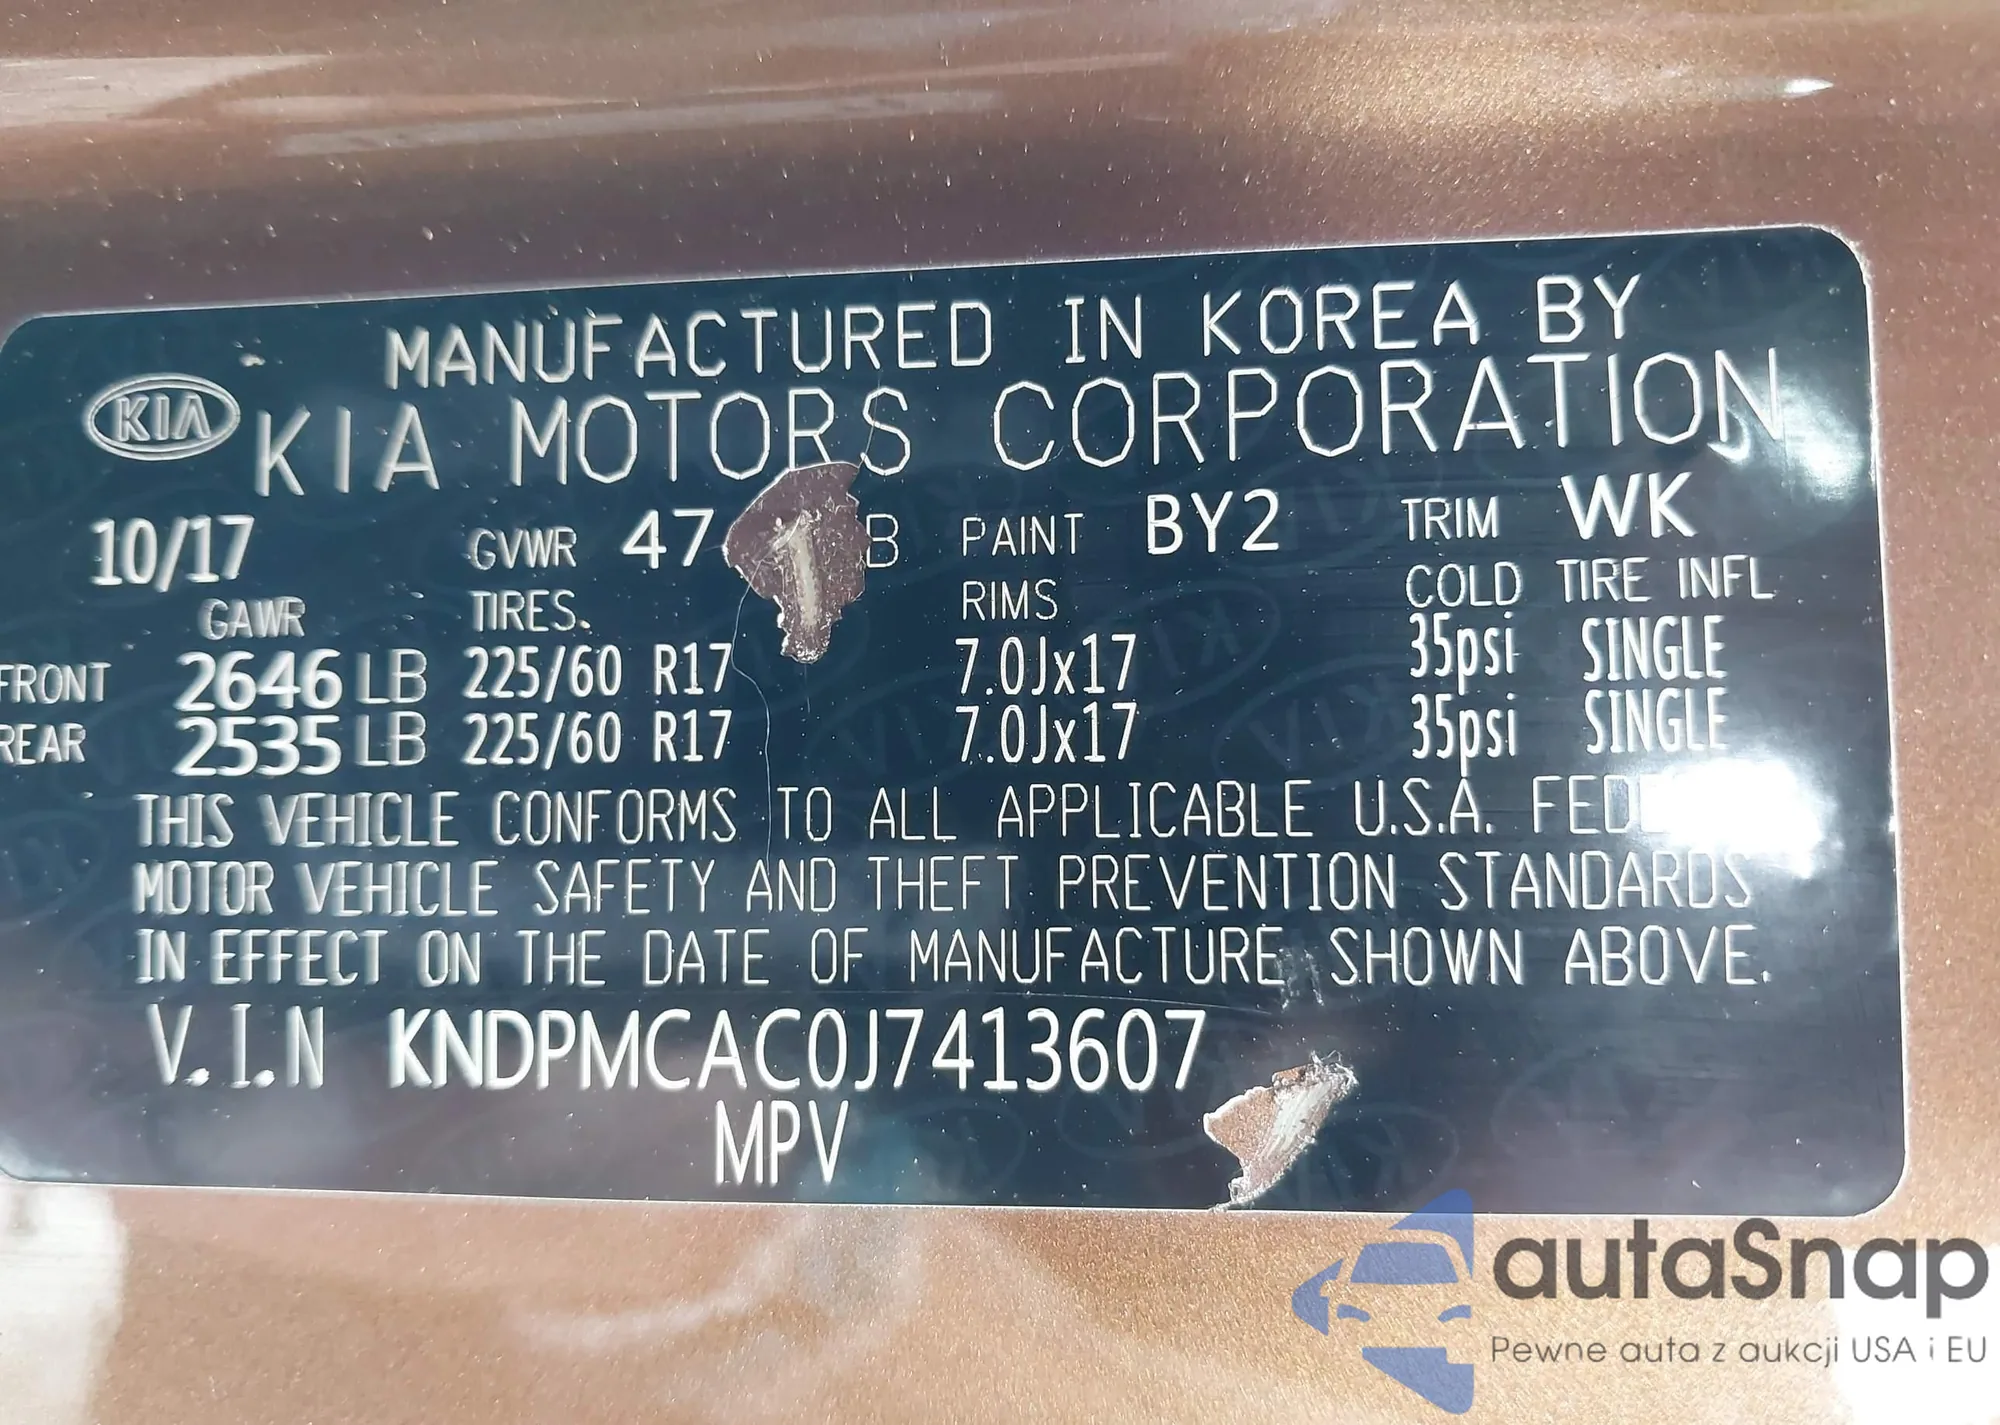 MANUFACTURED IN KOREA BY
KIA KIA MOTORS CORPORATION
10/17 GVWR 47 B PAINT BY2 TRIM WK
GAWR TIRES. RIMS COLD TIRE INFL
FRONT 2646 LB 225/60 R17 7.0Jx17 35psi SINGLE
REAR 2535 LB 225/60 R17 7.0Jx17 35psi SINGLE
THIS VEHICLE CONFORMS TO ALL APPLICABLE U.S.A.
MOTOR VEHICLE SAFETY AND THEFT PREVENTION STANDARDS
IN EFFECT ON THE DATE OF MANUFACTURE SHOWN ABOVE.
V.I.N KNDPMCAC0J7413607
MPV
autaSnap
Pewne auta z aukcji USA i EU